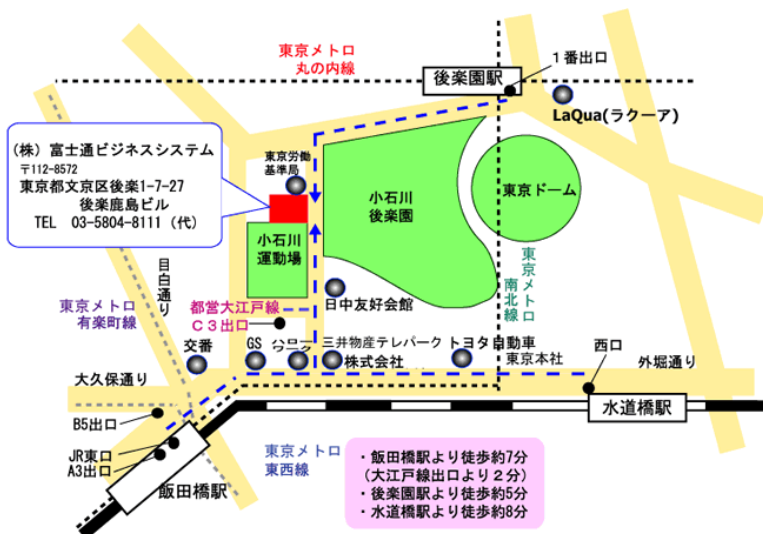 東京メトロ
丸の内線
後楽園駅
1番出口
LaQua(ラクーア)
(株)富士通ビジネスシステム
〒112-8572
東京都文京区後楽1-7-27
後楽鹿島ビル
TEL 03-5804-8111(代)
東京労働
基準局
小石川
後楽園
東京ドーム
小石川
運動場
目白通り
東京メトロ
南北線
東京メトロ
有楽町線
都営大江戸線
C3出口
日中友好会館
交番
GS
三井物産テレパーク
株式会社
トヨタ自動車
東京本社
西口
外堀通り
大久保通り
B5出口
水道橋駅
JR東口
A3出口
飯田橋駅
東京メトロ
東西線
・飯田橋駅より徒歩約7分
(大江戸線出口より2分)
・後楽園駅より徒歩約5分
・水道橋駅より徒歩約8分